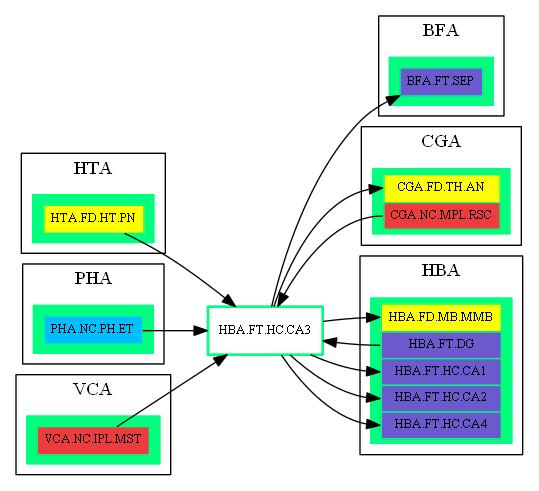 BFA
BFA.FT.SEP
CGA
CGA.FD.TH.AN
CGA.NC.MPL.RSC
HTA
HTA.FD.HT.PN
PHA
PHA.NC.PH.ET
VCA
VCA.NC.IPL.MST
HBA.FT.HC.CA3
HBA
HBA.FD.MB.MMB
HBA.FT.DG
HBA.FT.HC.CA1
HBA.FT.HC.CA2
HBA.FT.HC.CA4